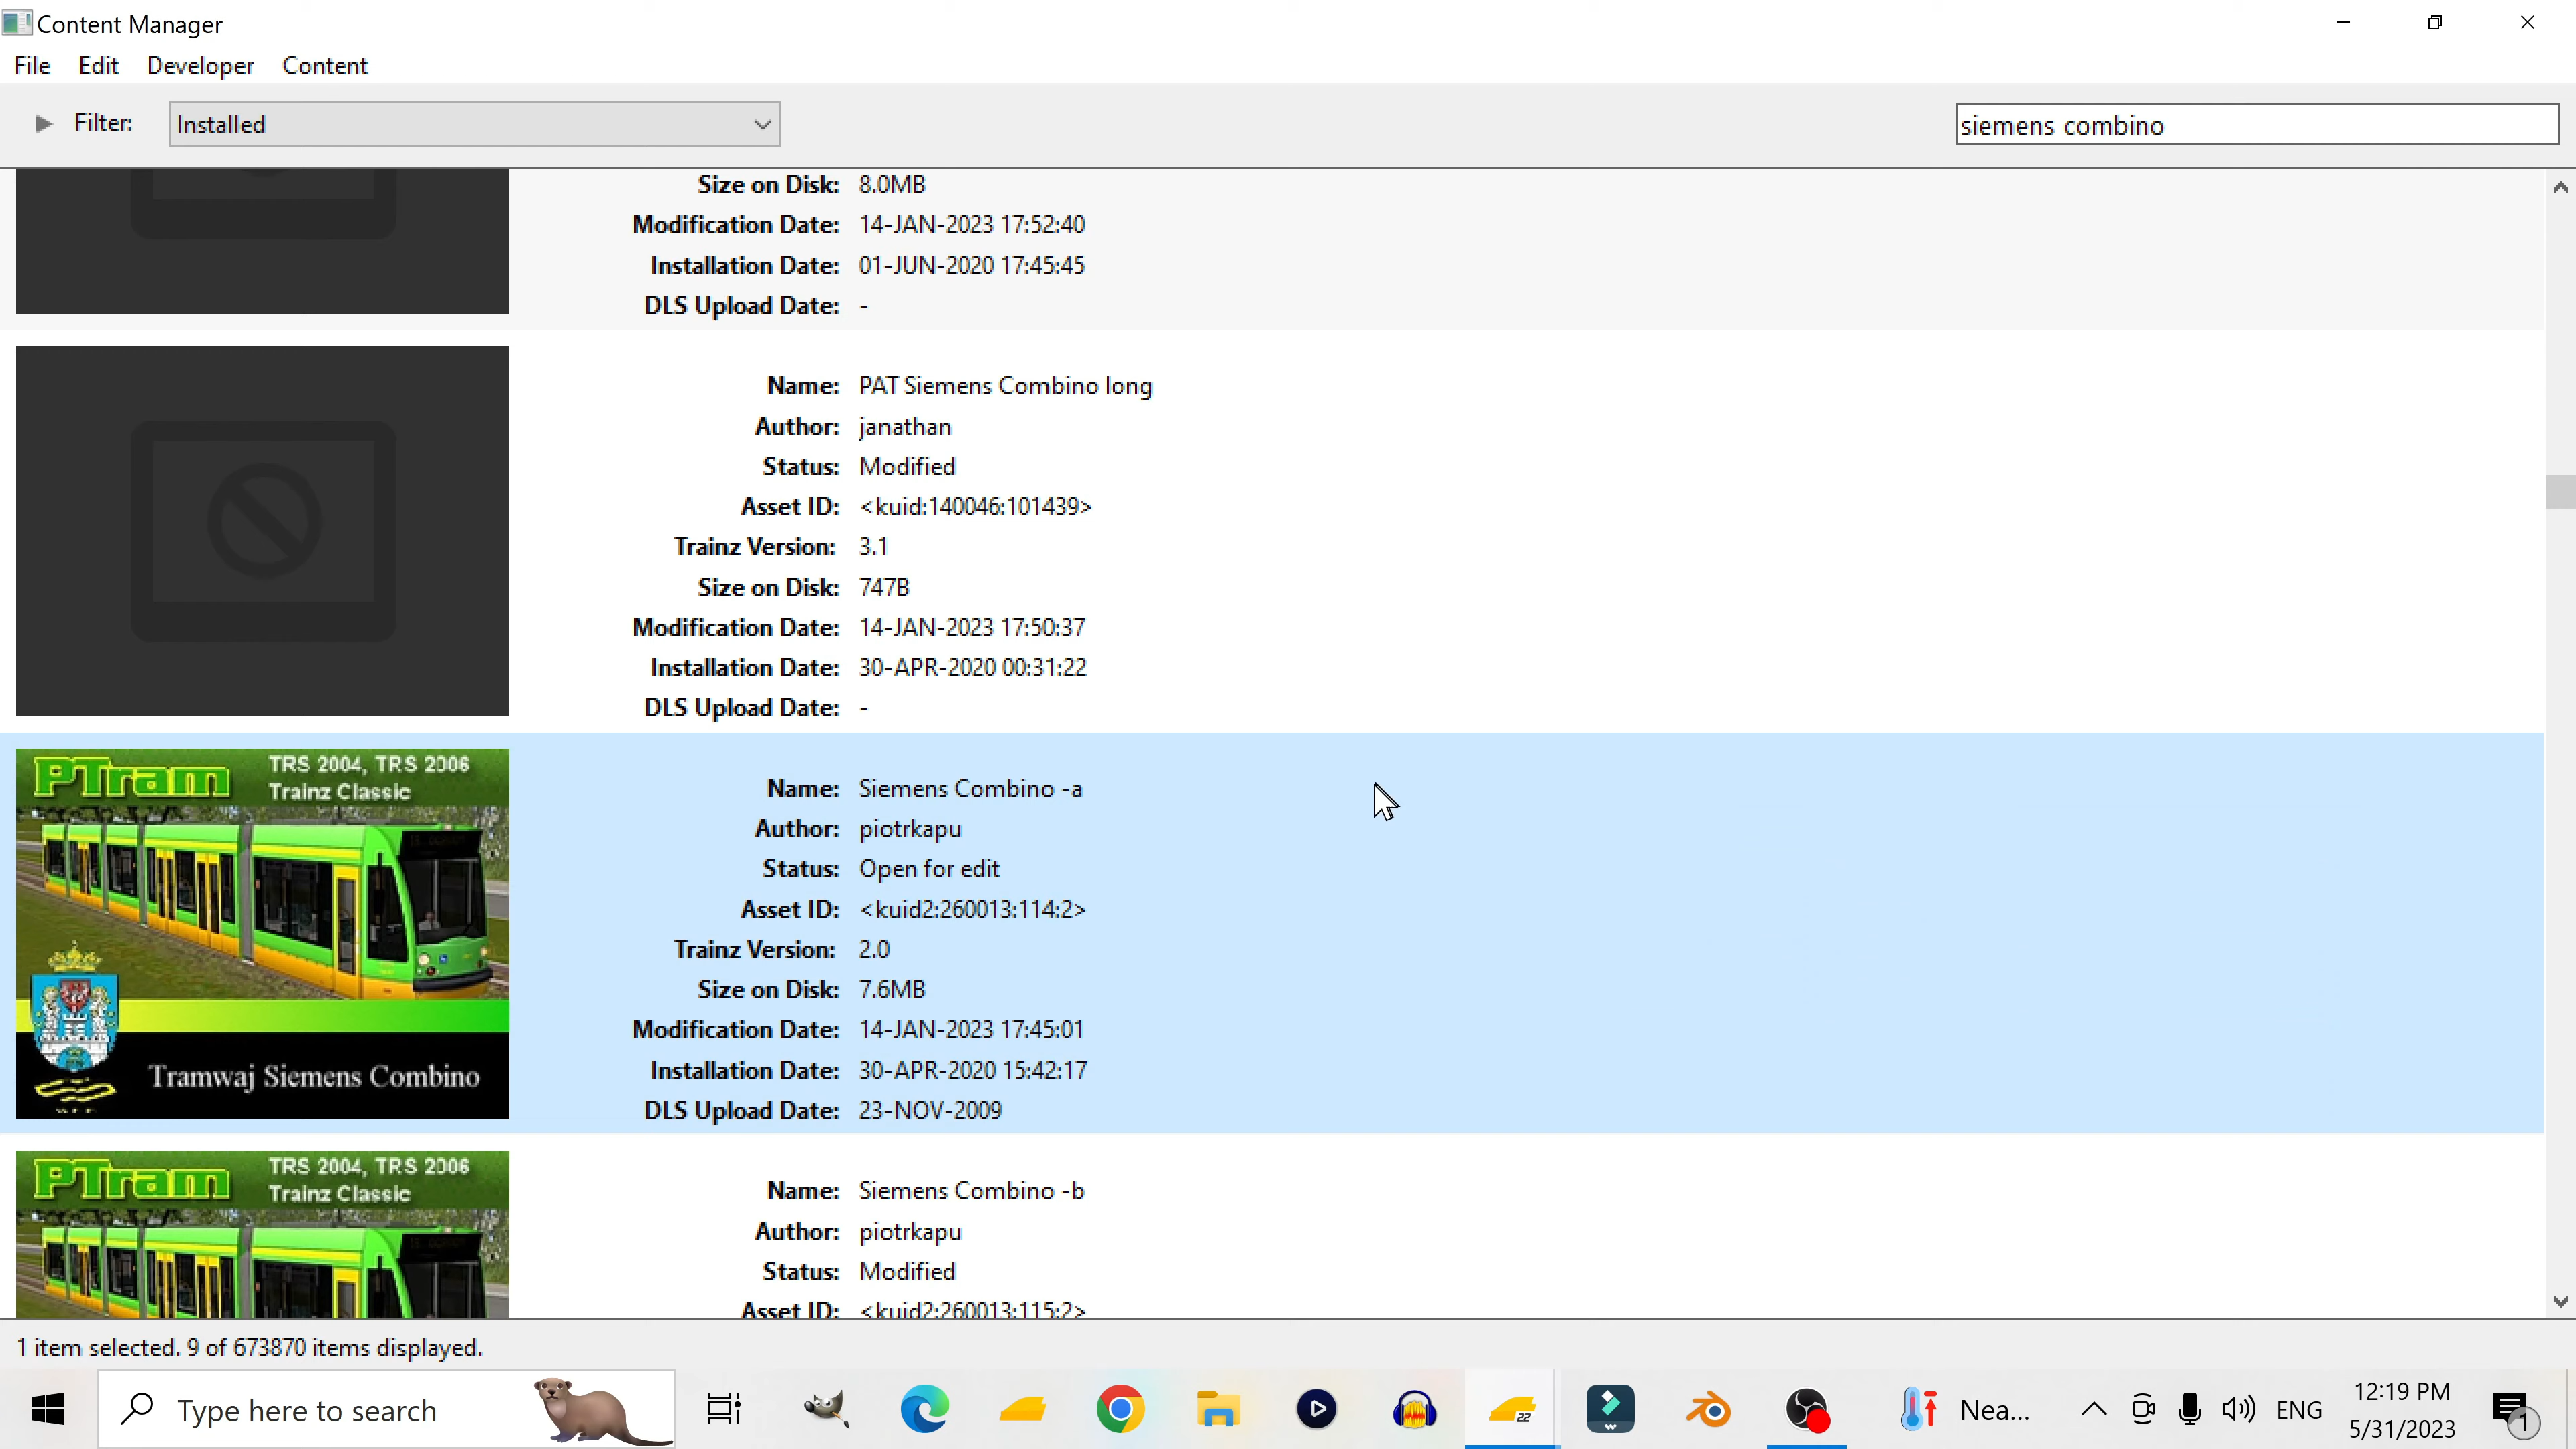 Content Manager
File Edit Developer Content
Filter: Installed siemens combino
Size on Disk: 8.0MB
Modification Date: 14-JAN-2023 17:52:40
Installation Date: 01-JUN-2020 17:45:45
DLS Upload Date: -
Name: PAT Siemens Combino long
Author: janathan
Status: Modified
Asset ID: <kuid:140046:101439>
Trainz Version: 3.1
Size on Disk: 747B
Modification Date: 14-JAN-2023 17:50:37
Installation Date: 30-APR-2020 00:31:22
DLS Upload Date: -
PTram TRS 2004, TRS 2006
Trainz Classic
Tramwaj Siemens Combino
Name: Siemens Combino -a
Author: piotrkapu
Status: Open for edit
Asset ID: <kuid2:260013:114:2>
Trainz Version: 2.0
Size on Disk: 7.6MB
Modification Date: 14-JAN-2023 17:45:01
Installation Date: 30-APR-2020 15:42:17
DLS Upload Date: 23-NOV-2009
PTram TRS 2004, TRS 2006
Trainz Classic
Name: Siemens Combino -b
Author: piotrkapu
Status: Modified
Asset ID: <kuid2:260013:115:2>
1 item selected. 9 of 673870 items displayed.
Type here to search
22
Nea...
ENG
12:19 PM
5/31/2023
1